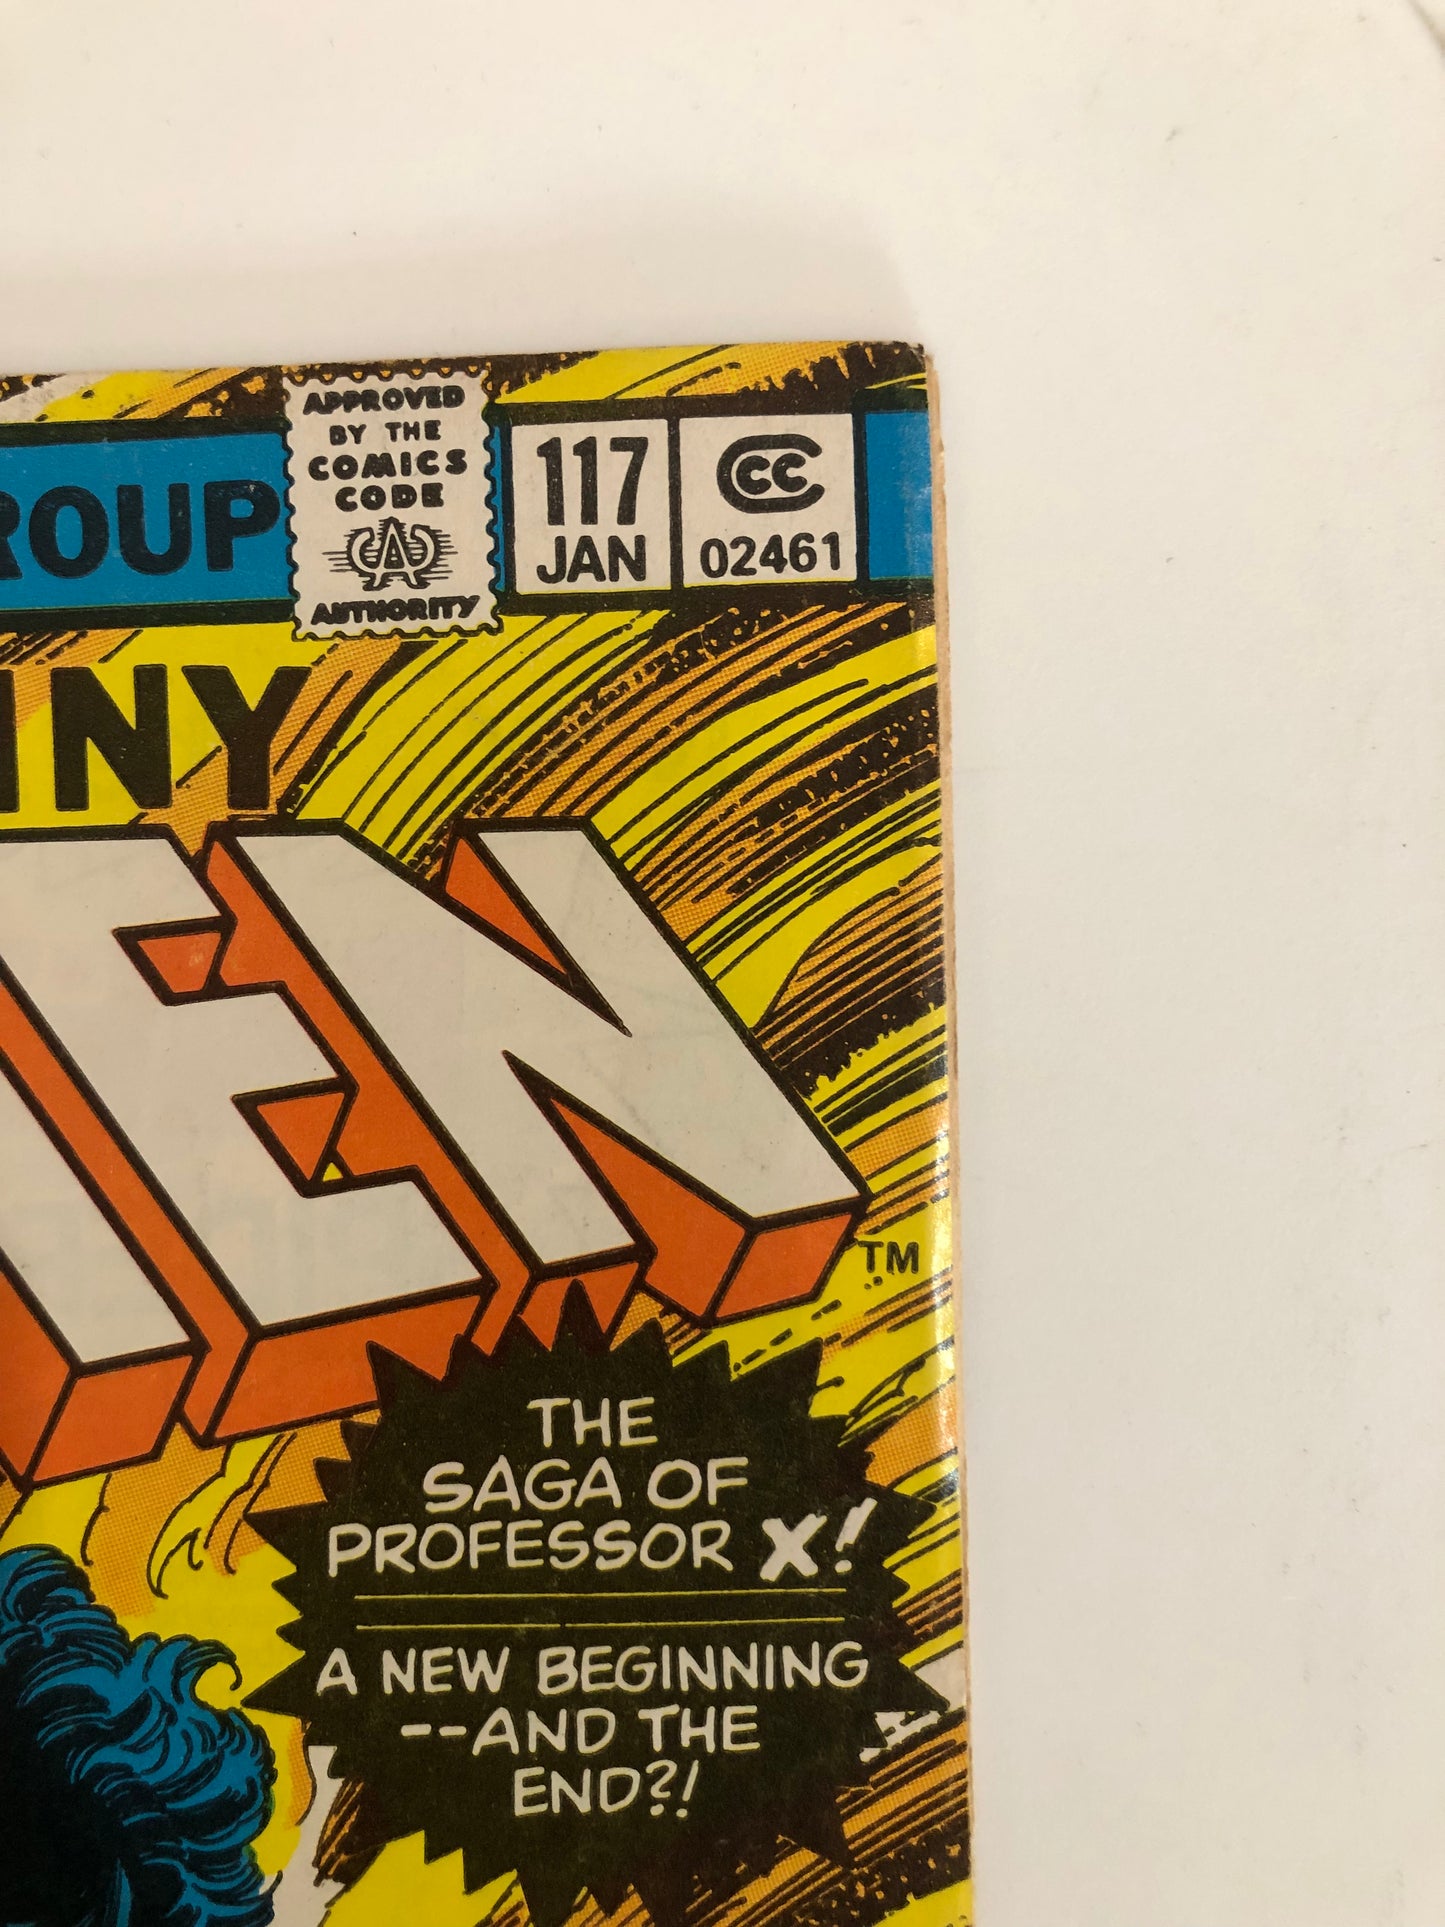 ROUP
APPROVED
BY THE
COMICS
CODE
CA
AUTHORITY
117
JAN
CC
02461
NY
EN
TM
THE
SAGA OF
PROFESSOR X!
A NEW BEGINNING
--AND THE
END?!